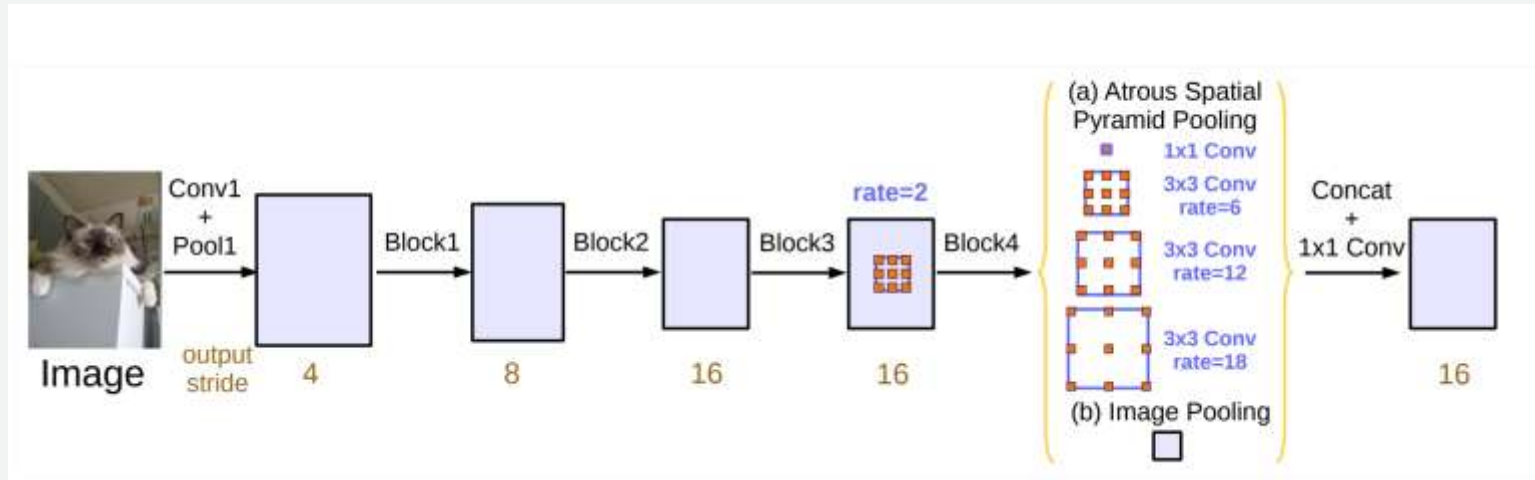 (a) Atrous Spatial
Pyramid Pooling
1x1 Conv
3x3 Conv
rate=6
3x3 Conv
rate=12
3x3 Conv
rate=18
(b) Image Pooling
Conv1
+
Pool1
Block1
Block2
Block3
rate=2
Block4
Concat
+
1x1 Conv
Image
output
stride
4
8
16
16
16